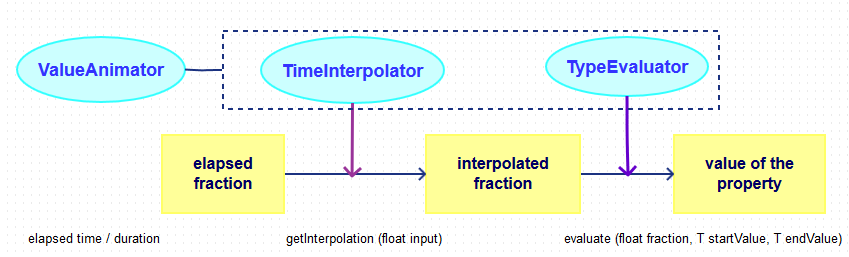 ValueAnimator
TimeInterpolator
TypeEvaluator
elapsed
fraction
interpolated
fraction
value of the
property
elapsed time / duration
getInterpolation (float input)
evaluate (float fraction, T startValue, T endValue)